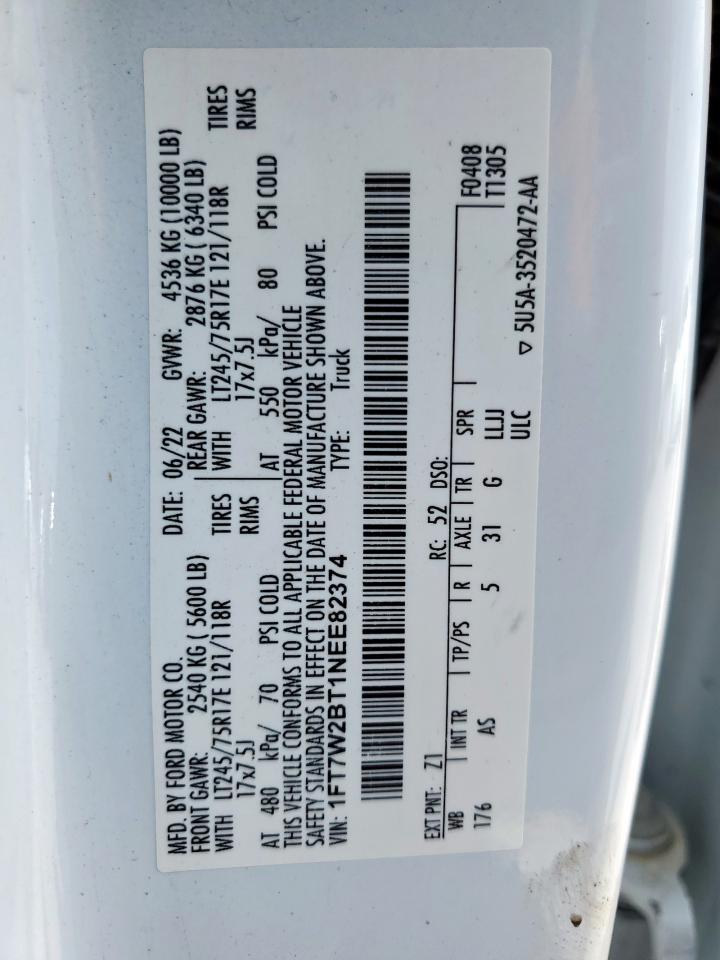 MFD. BY FORD MOTOR CO.
DATE: 06/22 GVWR: 4536 KG (10000 LB)
FRONT GAWR: 2540 KG ( 5600 LB) REAR GAWR: 2876 KG ( 6340 LB)
WITH LT245/75R17E 121/118R TIRES WITH LT245/75R17E 121/118R TIRES
17x7.5J RIMS 17x7.5J RIMS
AT 480 kPa/ 70 PSI COLD AT 550 kPa/ 80 PSI COLD
THIS VEHICLE CONFORMS TO ALL APPLICABLE FEDERAL MOTOR VEHICLE
SAFETY STANDARDS IN EFFECT ON THE DATE OF MANUFACTURE SHOWN ABOVE.
VIN: 1FT7W2BT1NEE82374 TYPE: Truck
EXT PNT: Z1 RC: 52 DSO: F0408
WB INT TR TP/PS R AXLE TR SPR T1305
176 AS 5 31 G LLJJ
ULC ▽ 5U5A-3520472-AA